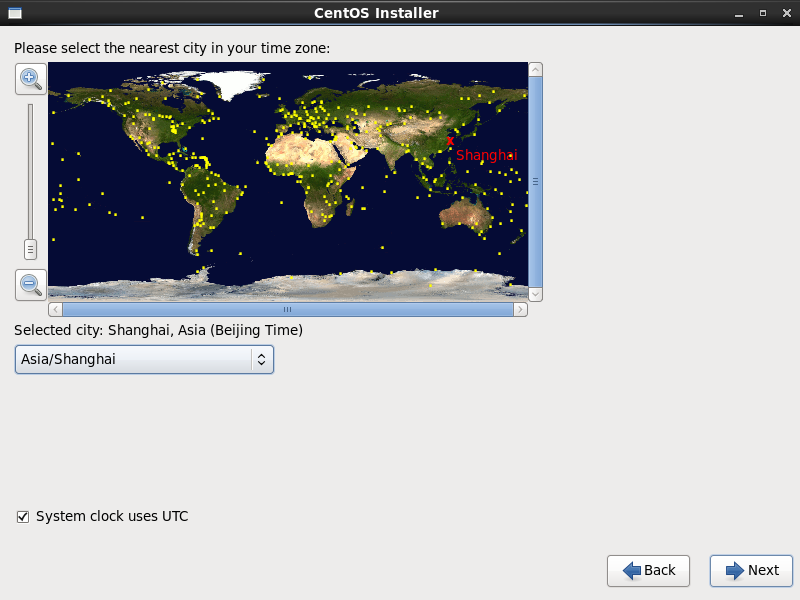 CentOS Installer
Please select the nearest city in your time zone:
Shanghai
Selected city: Shanghai, Asia (Beijing Time)
Asia/Shanghai
System clock uses UTC
Back
Next